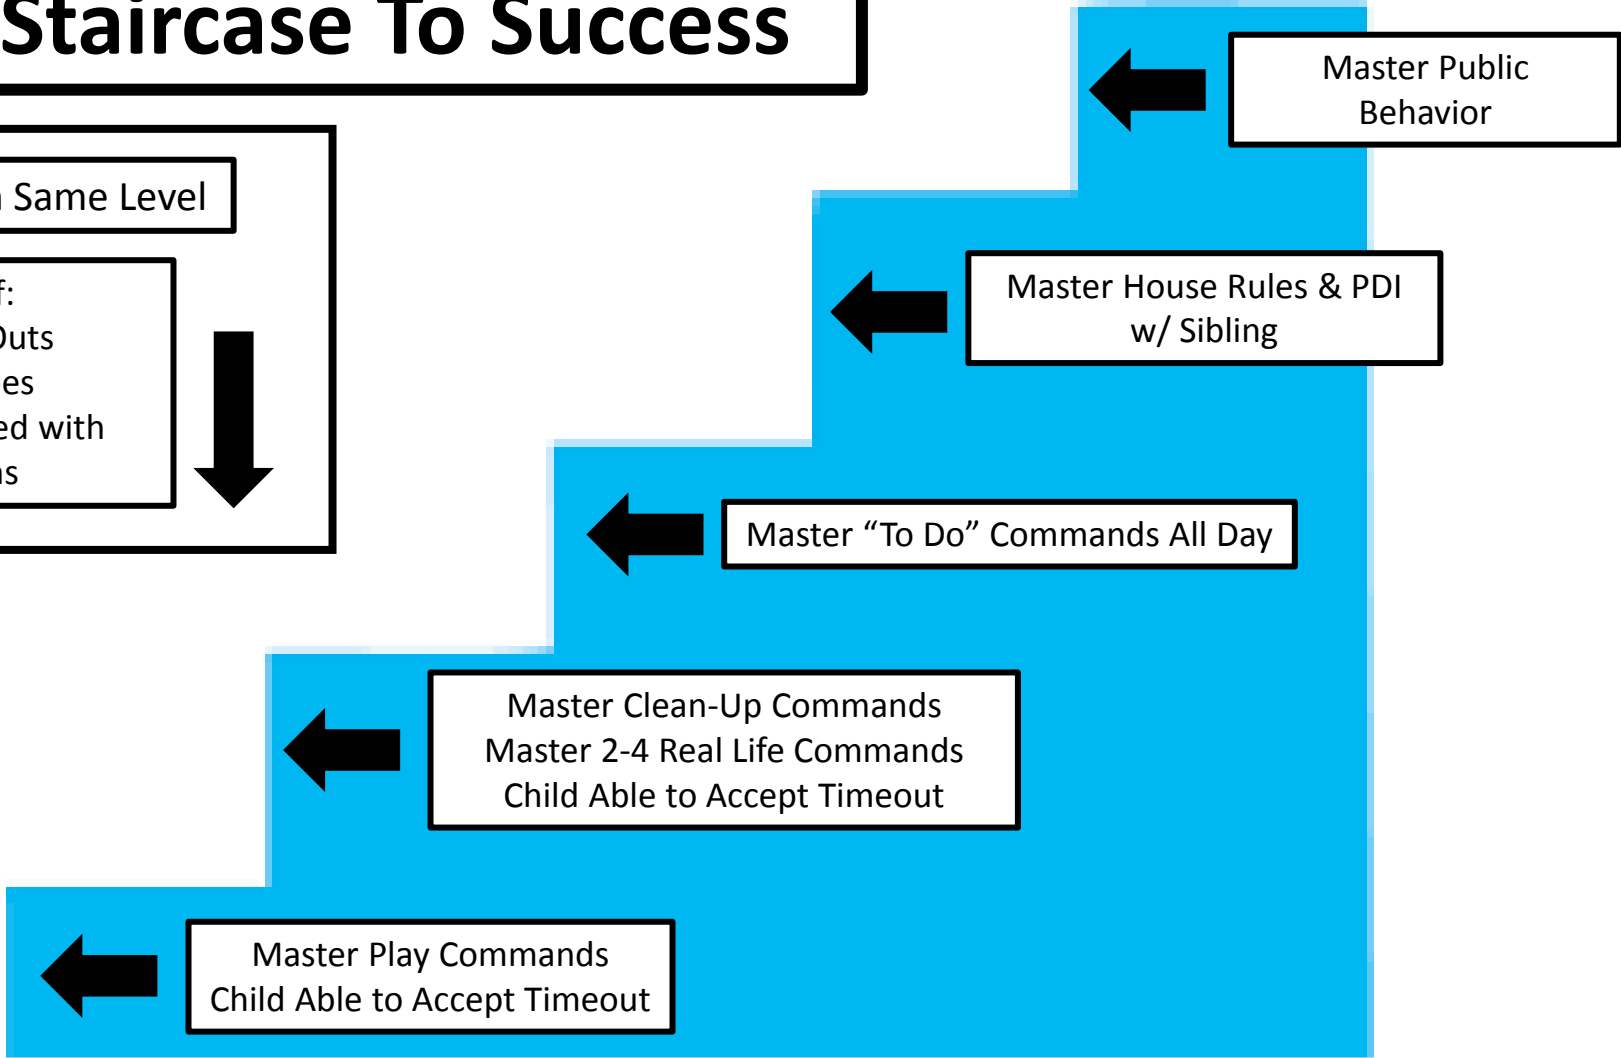 Staircase To Success
Same Level
Master Public
Behavior
Master House Rules & PDI
w/ Sibling
ed with
Master “To Do” Commands All Day
Master Clean-Up Commands
Master 2-4 Real Life Commands
Child Able to Accept Timeout
Master Play Commands
Child Able to Accept Timeout